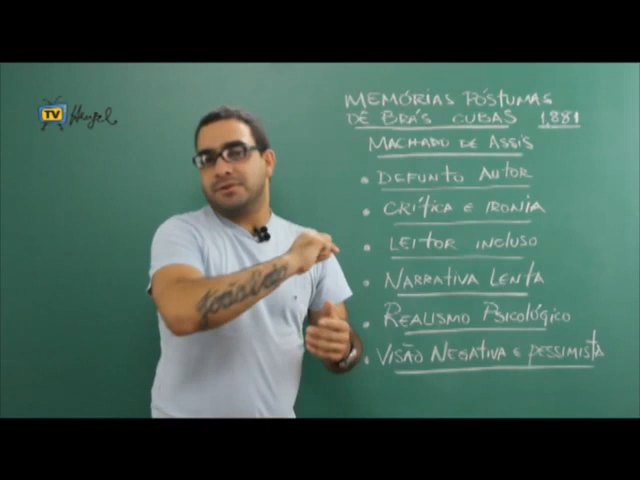 TV
MEMÓRIAS PÓSTUMAS
DE BRÁS CUBAS 1881
MACHADO DE ASSIS
• DEFUNTO AUTOR
• CRÍTICA E IRONIA
• LEITOR INCLUSO
• NARRATIVA LENTA
• REALISMO PSICOLÓGICO
• VISÃO NEGATIVA E PESSIMISTA